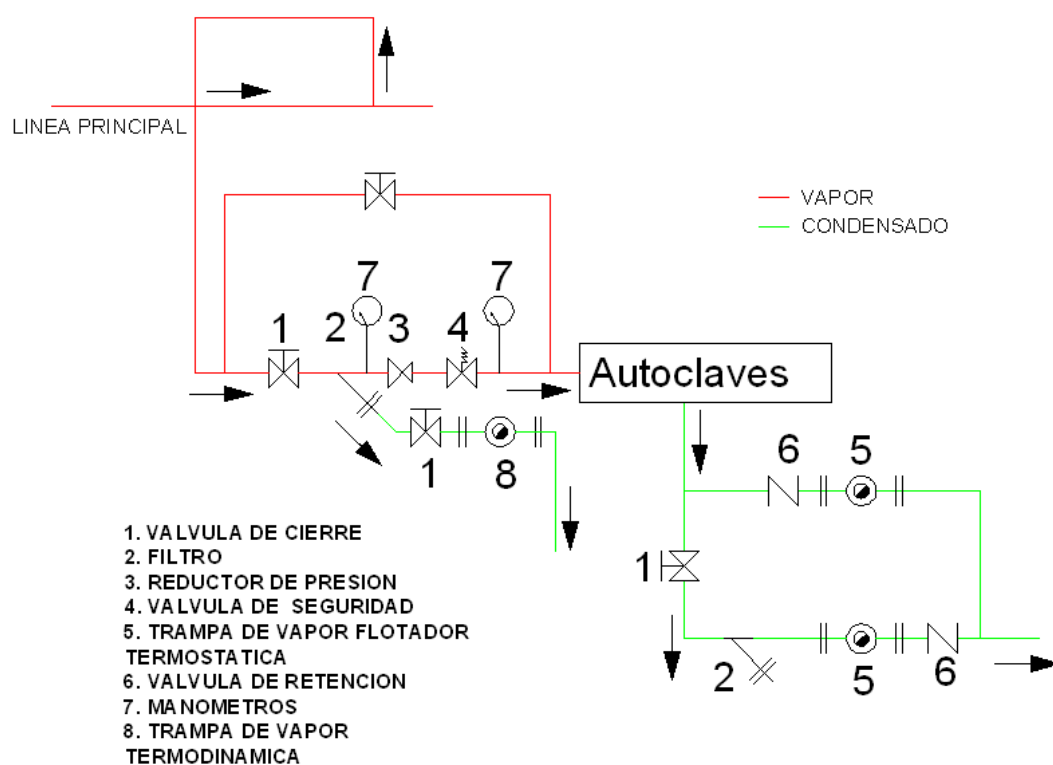 LINEA PRINCIPAL
VAPOR
CONDENSADO
7
7
1
2
3
4
Autoclaves
1
8
6
5
1
2
5
6
1. VALVULA DE CIERRE
2. FILTRO
3. REDUCTOR DE PRESION
4. VALVULA DE SEGURIDAD
5. TRAMPA DE VAPOR FLOTADOR
TERMOSTATICA
6. VALVULA DE RETENCION
7. MANOMETROS
8. TRAMPA DE VAPOR
TERMODINAMICA